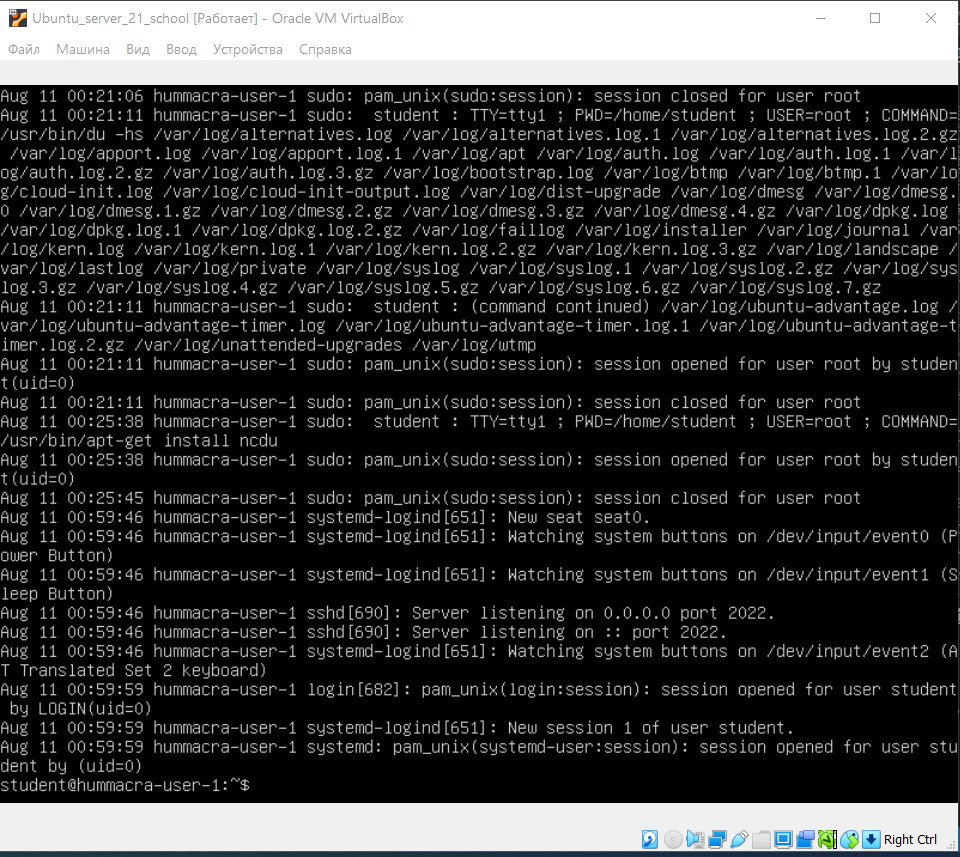 Ubuntu_server_21_school [Работает] - Oracle VM VirtualBox
Файл Машина Вид Ввод Устройства Справка
Aug 11 00:21:06 hummacra-user-1 sudo: pam_unix(sudo:session): session closed for user root
Aug 11 00:21:11 hummacra-user-1 sudo:  student : TTY=tty1 ; PWD=/home/student ; USER=root ; COMMAND=
/usr/bin/du -hs /var/log/alternatives.log /var/log/alternatives.log.1 /var/log/alternatives.log.2.gz
 /var/log/apport.log /var/log/apport.log.1 /var/log/apt /var/log/auth.log /var/log/auth.log.1 /var/l
og/auth.log.2.gz /var/log/auth.log.3.gz /var/log/bootstrap.log /var/log/btmp /var/log/btmp.1 /var/lo
g/cloud-init.log /var/log/cloud-init-output.log /var/log/dist-upgrade /var/log/dmesg /var/log/dmesg.
0 /var/log/dmesg.1.gz /var/log/dmesg.2.gz /var/log/dmesg.3.gz /var/log/dmesg.4.gz /var/log/dpkg.log
/var/log/dpkg.log.1 /var/log/dpkg.log.2.gz /var/log/faillog /var/log/installer /var/log/journal /var
/log/kern.log /var/log/kern.log.1 /var/log/kern.log.2.gz /var/log/kern.log.3.gz /var/log/landscape /
var/log/lastlog /var/log/private /var/log/syslog /var/log/syslog.1 /var/log/syslog.2.gz /var/log/sys
log.3.gz /var/log/syslog.4.gz /var/log/syslog.5.gz /var/log/syslog.6.gz /var/log/syslog.7.gz
Aug 11 00:21:11 hummacra-user-1 sudo:  student : (command continued) /var/log/ubuntu-advantage.log /
var/log/ubuntu-advantage-timer.log /var/log/ubuntu-advantage-timer.log.1 /var/log/ubuntu-advantage-t
imer.log.2.gz /var/log/unattended-upgrades /var/log/wtmp
Aug 11 00:21:11 hummacra-user-1 sudo: pam_unix(sudo:session): session opened for user root by studen
t(uid=0)
Aug 11 00:21:11 hummacra-user-1 sudo: pam_unix(sudo:session): session closed for user root
Aug 11 00:25:38 hummacra-user-1 sudo:  student : TTY=tty1 ; PWD=/home/student ; USER=root ; COMMAND=
/usr/bin/apt-get install ncdu
Aug 11 00:25:38 hummacra-user-1 sudo: pam_unix(sudo:session): session opened for user root by studen
t(uid=0)
Aug 11 00:25:45 hummacra-user-1 sudo: pam_unix(sudo:session): session closed for user root
Aug 11 00:59:46 hummacra-user-1 systemd-logind[651]: New seat seat0.
Aug 11 00:59:46 hummacra-user-1 systemd-logind[651]: Watching system buttons on /dev/input/event0 (P
ower Button)
Aug 11 00:59:46 hummacra-user-1 systemd-logind[651]: Watching system buttons on /dev/input/event1 (S
leep Button)
Aug 11 00:59:46 hummacra-user-1 sshd[690]: Server listening on 0.0.0.0 port 2022.
Aug 11 00:59:46 hummacra-user-1 sshd[690]: Server listening on :: port 2022.
Aug 11 00:59:46 hummacra-user-1 systemd-logind[651]: Watching system buttons on /dev/input/event2 (A
T Translated Set 2 keyboard)
Aug 11 00:59:59 hummacra-user-1 login[682]: pam_unix(login:session): session opened for user student
 by LOGIN(uid=0)
Aug 11 00:59:59 hummacra-user-1 systemd-logind[651]: New session 1 of user student.
Aug 11 00:59:59 hummacra-user-1 systemd: pam_unix(systemd-user:session): session opened for user stu
dent by (uid=0)
student@hummacra-user-1:~$
Right Ctrl